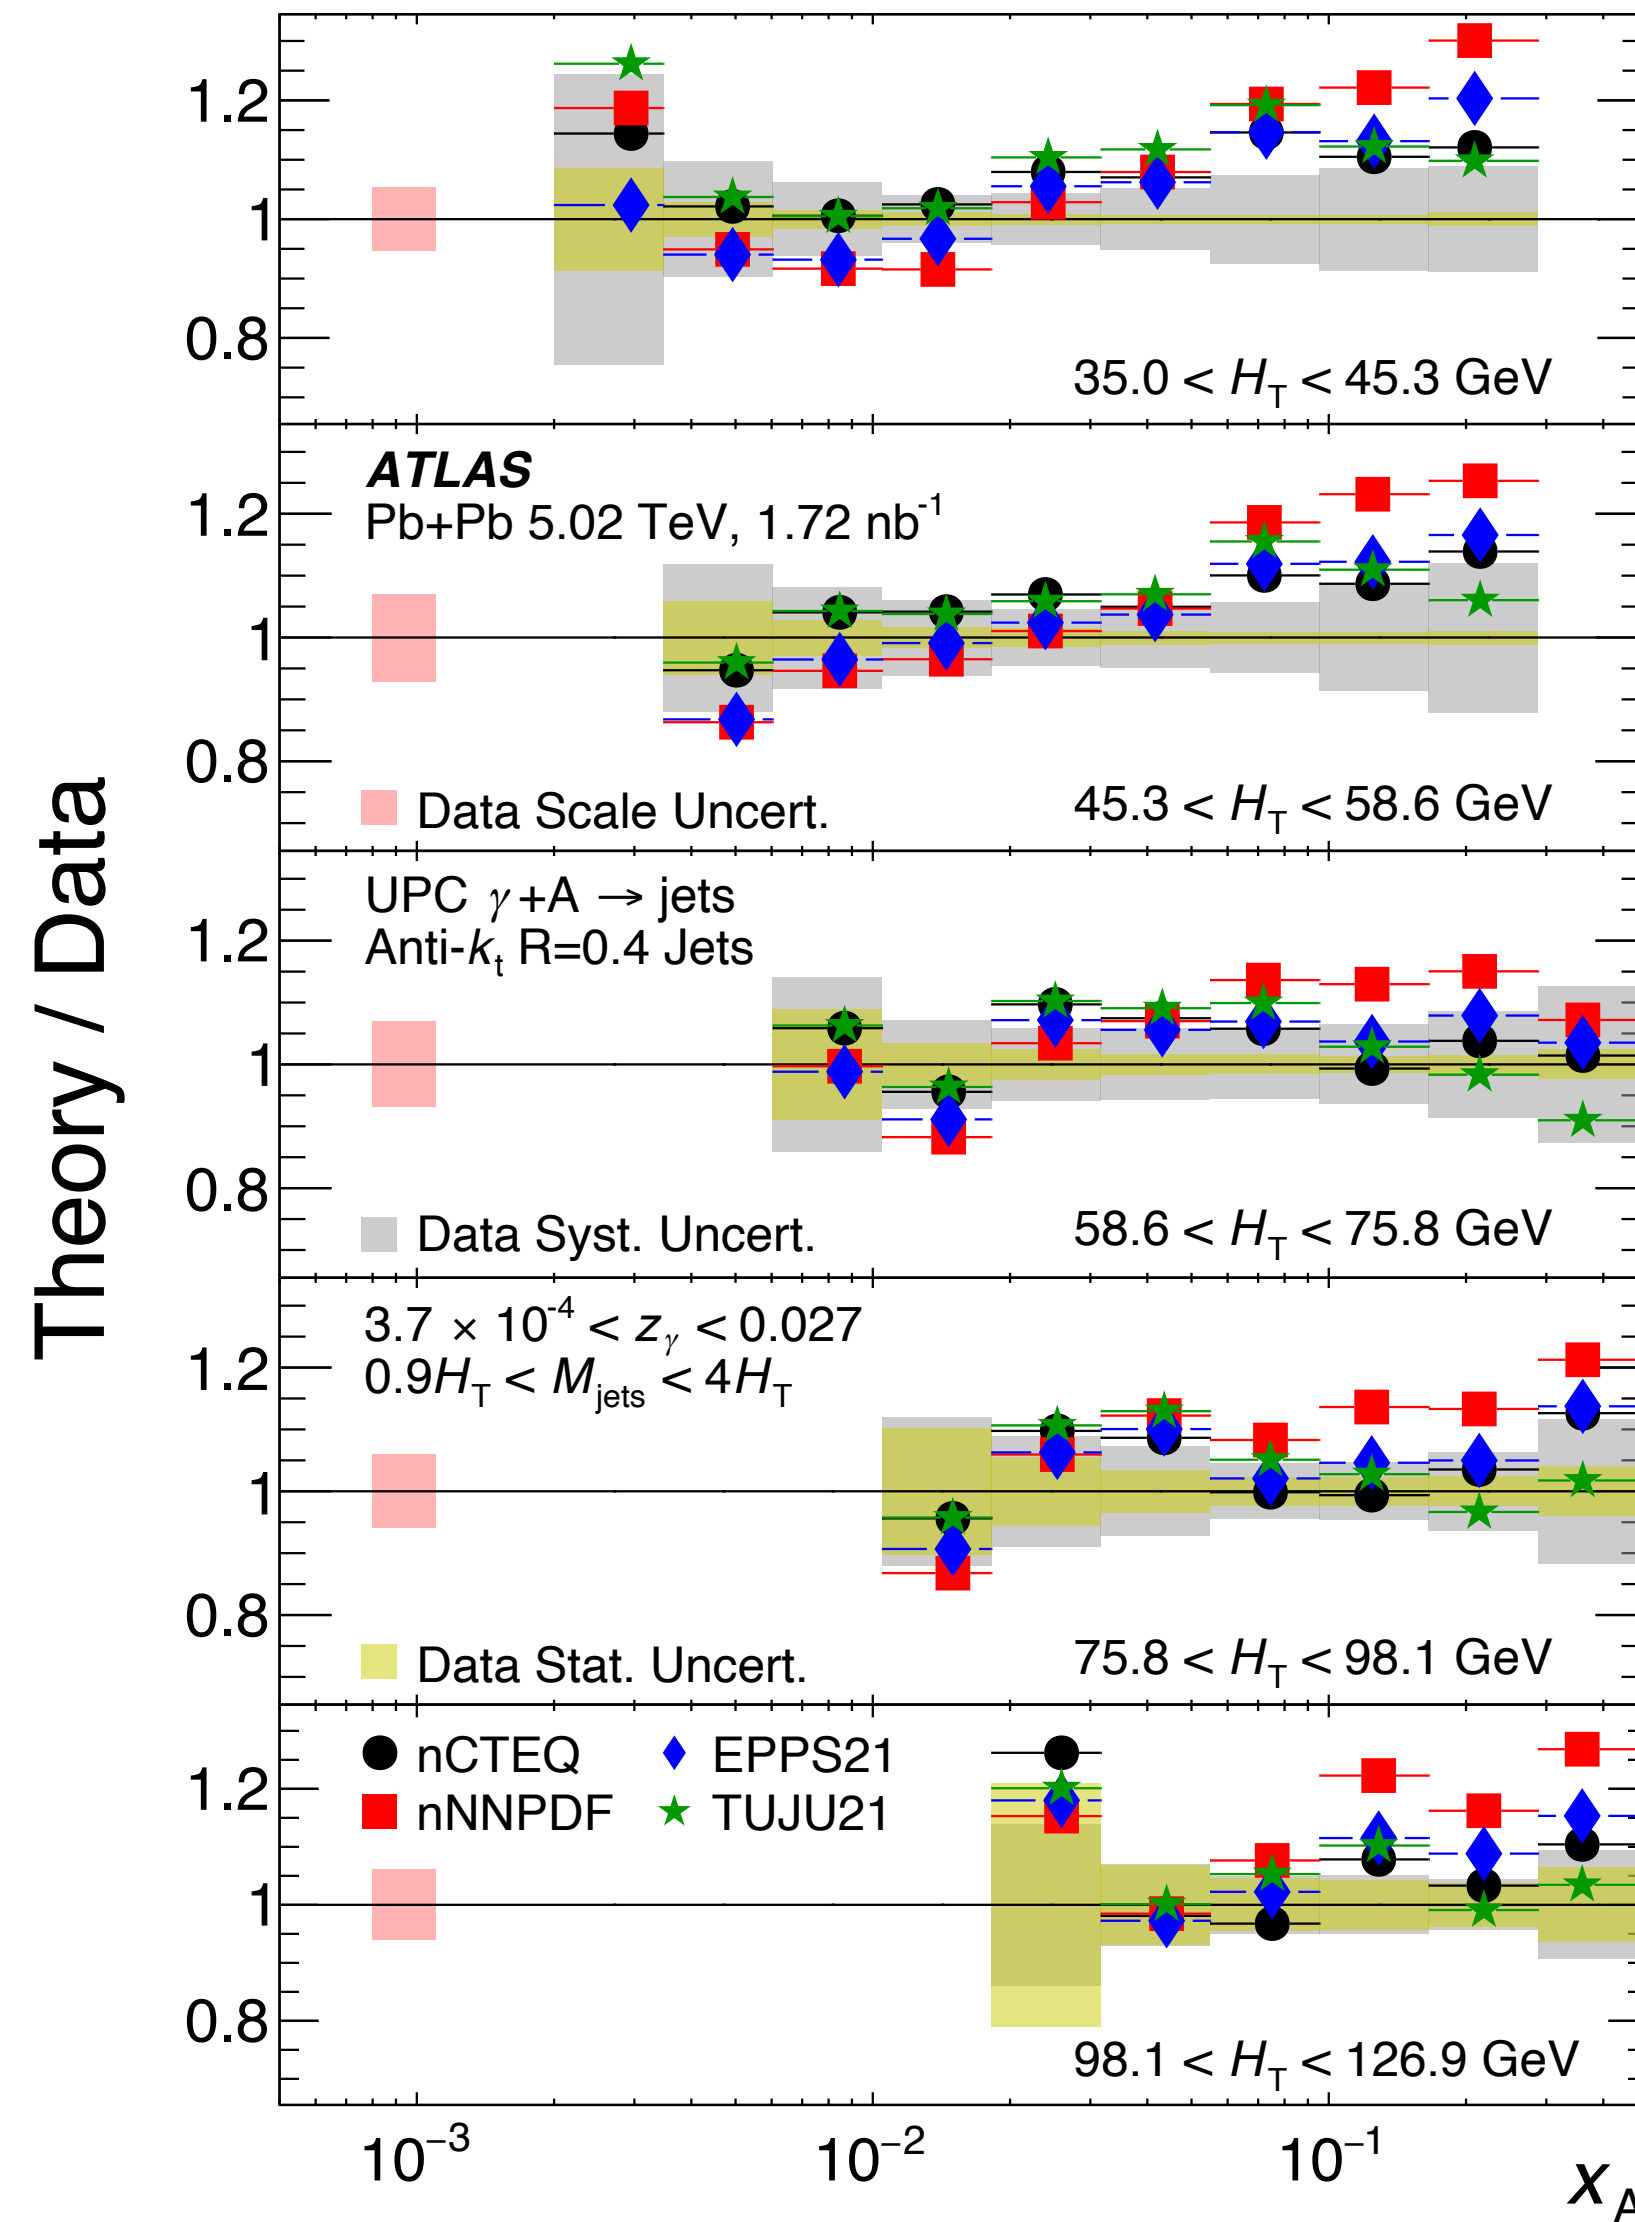 Theory / Data
1.2
1
0.8
35.0 < H_T < 45.3 GeV
ATLAS
Pb+Pb 5.02 TeV, 1.72 nb⁻¹
1.2
1
0.8
Data Scale Uncert.
45.3 < H_T < 58.6 GeV
UPC γ+A → jets
Anti-k_t R=0.4 Jets
1.2
1
0.8
Data Syst. Uncert.
58.6 < H_T < 75.8 GeV
3.7 × 10⁻⁴ < z_γ < 0.027
0.9H_T < M_jets < 4H_T
1.2
1
0.8
Data Stat. Uncert.
75.8 < H_T < 98.1 GeV
nCTEQ EPPS21
nNNPDF TUJU21
1.2
1
0.8
98.1 < H_T < 126.9 GeV
10⁻³ 10⁻² 10⁻¹
x_A